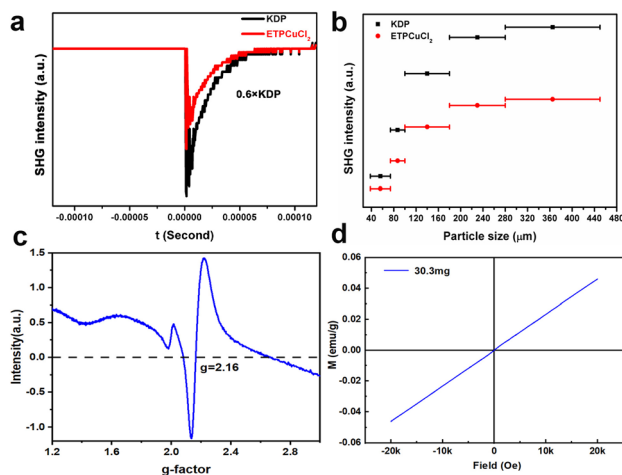 a
KDP
ETPCuCl₂
0.6×KDP
SHG intensity (a.u.)
-0.00010 -0.00005 0.00000 0.00005 0.00010
t (Second)
b
KDP
ETPCuCl₂
SHG intensity (a.u.)
40 80 120 160 200 240 280 320 360 400 440 480
Particle size (μm)
c
1.5
1.0
0.5
0.0
-0.5
-1.0
Intensity(a.u.)
g=2.16
1.2 1.6 2.0 2.4 2.8
g-factor
d
30.3mg
0.06
0.04
0.02
0.00
-0.02
-0.04
-0.06
M (emu/g)
-20k -10k 0 10k 20k
Field (Oe)